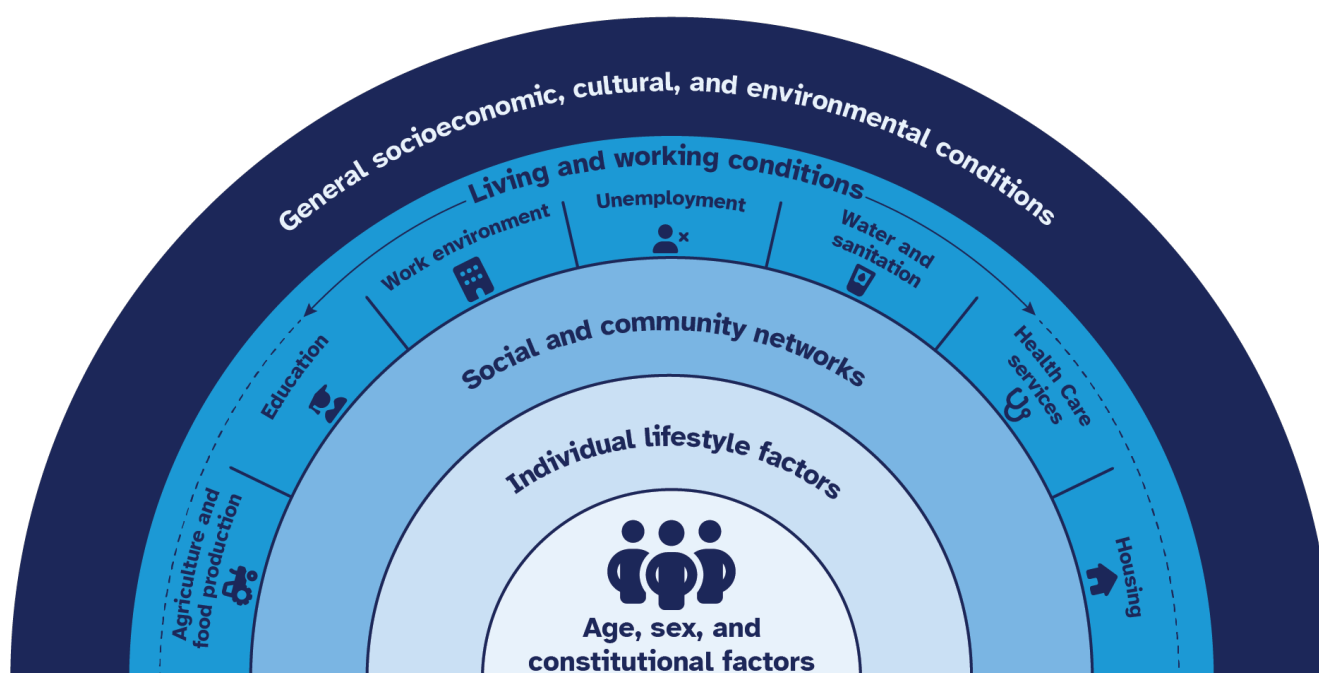 General socioeconomic, cultural, and environmental conditions
Living and working conditions
Agriculture and
food production
Education
Work environment
Unemployment
Water and
sanitation
Health Care
services
Housing
Social and community networks
Individual lifestyle factors
Age, sex, and
constitutional factors